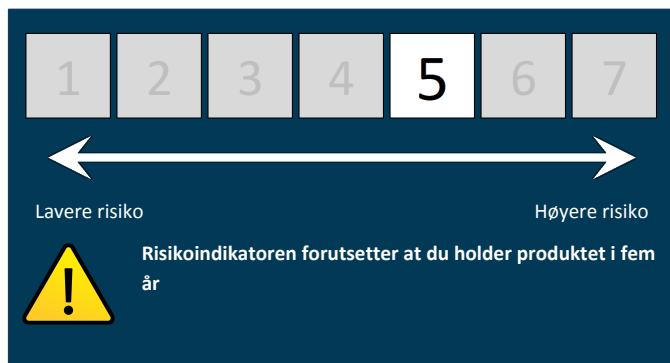 1 2 3 4 5 6 7
Lavere risiko Høyere risiko
Risikoindikatoren forutsetter at du holder produktet i fem
år